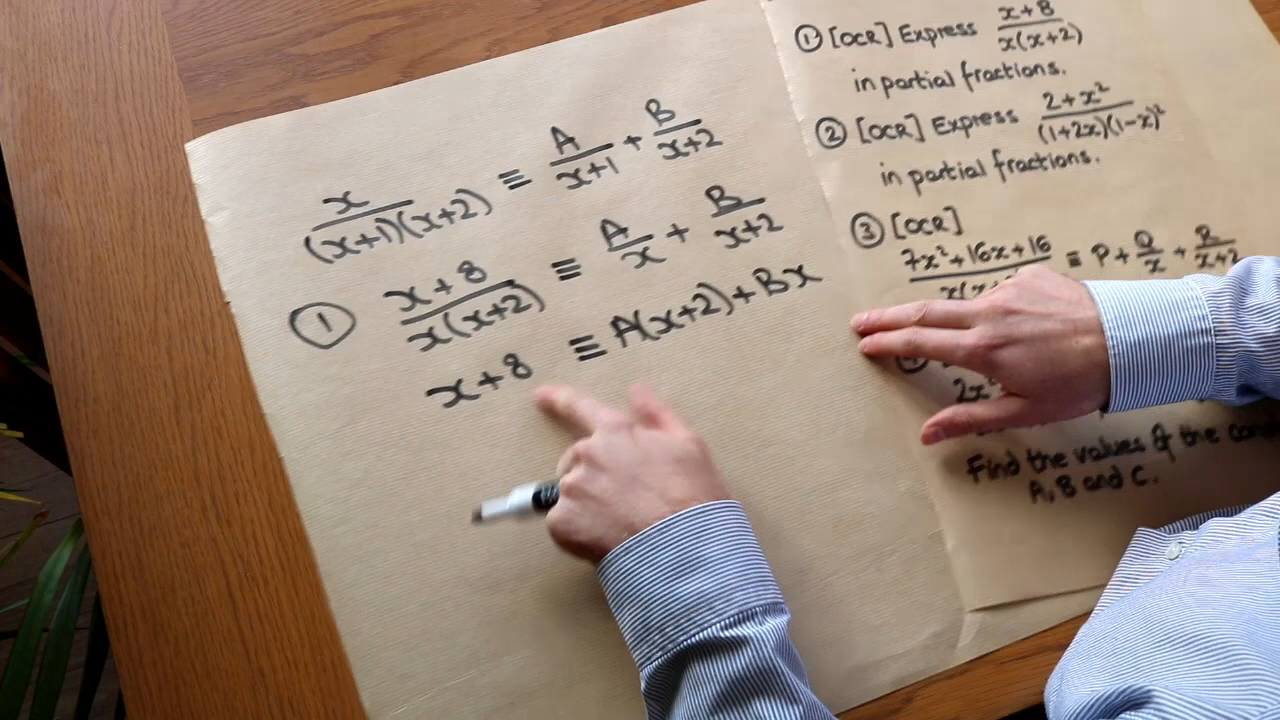 x/((x+1)(x+2)) ≡ A/(x+1) + B/(x+2)
① (x+8)/(x(x+2)) ≡ A/x + B/(x+2)
x+8 ≡ A(x+2)+Bx
① [OCR] Express (x+8)/(x(x+2))
in partial fractions.
② [OCR] Express (2+x²)/((1+2x)(1-x)²)
in partial fractions.
③ [OCR]
7x²+16x+16 ≡ P + Q/x + R/(x+2)
Find the values of the
A, B and C.